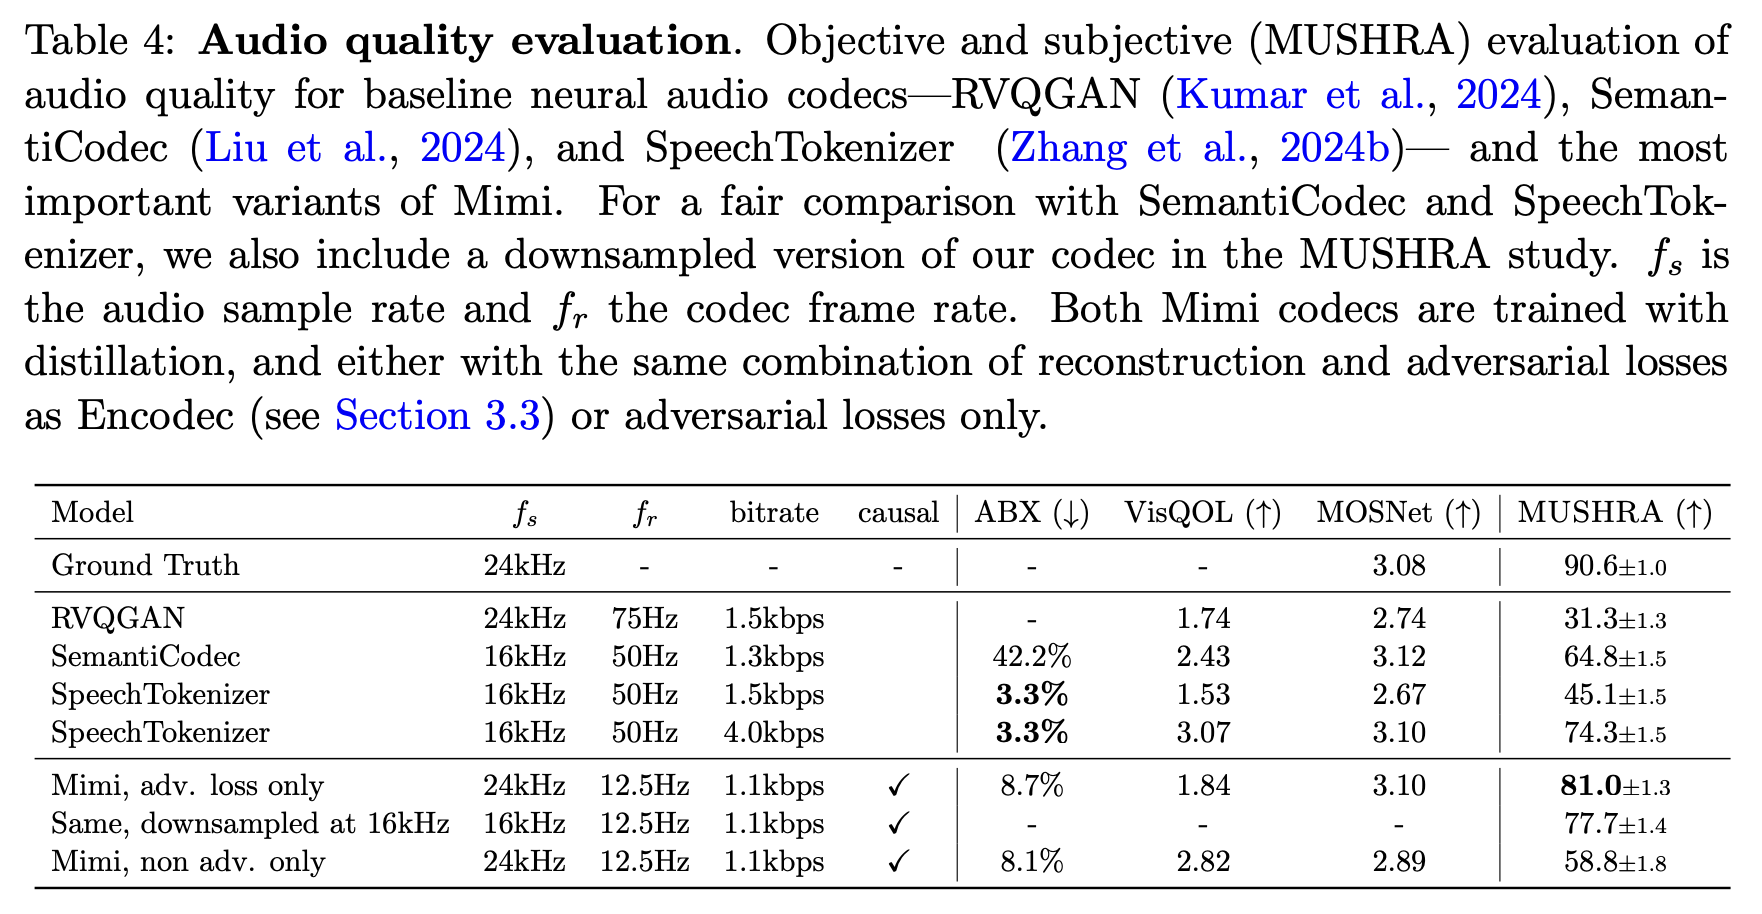 Table 4: Audio quality evaluation. Objective and subjective (MUSHRA) evaluation of
audio quality for baseline neural audio codecs—RVQGAN (Kumar et al., 2024), Seman-
tiCodec (Liu et al., 2024), and SpeechTokenizer (Zhang et al., 2024b)— and the most
important variants of Mimi. For a fair comparison with SemantiCodec and SpeechTok-
enizer, we also include a downsampled version of our codec in the MUSHRA study. fs is
the audio sample rate and fr the codec frame rate. Both Mimi codecs are trained with
distillation, and either with the same combination of reconstruction and adversarial losses
as Encodec (see Section 3.3) or adversarial losses only.
Model fs fr bitrate causal ABX (↓) VisQOL (↑) MOSNet (↑) MUSHRA (↑)
Ground Truth 24kHz - - - - - 3.08 90.6±1.0
RVQGAN 24kHz 75Hz 1.5kbps - 1.74 2.74 31.3±1.3
SemantiCodec 16kHz 50Hz 1.3kbps 42.2% 2.43 3.12 64.8±1.5
SpeechTokenizer 16kHz 50Hz 1.5kbps 3.3% 1.53 2.67 45.1±1.5
SpeechTokenizer 16kHz 50Hz 4.0kbps 3.3% 3.07 3.10 74.3±1.5
Mimi, adv. loss only 24kHz 12.5Hz 1.1kbps ✓ 8.7% 1.84 3.10 81.0±1.3
Same, downsampled at 16kHz 16kHz 12.5Hz 1.1kbps ✓ - - - 77.7±1.4
Mimi, non adv. only 24kHz 12.5Hz 1.1kbps ✓ 8.1% 2.82 2.89 58.8±1.8